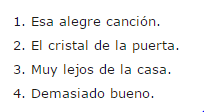 1. Esa alegre canción.
2. El cristal de la puerta.
3. Muy lejos de la casa.
4. Demasiado bueno.